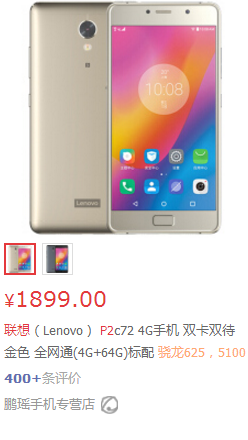 Lenovo
10:08
¥1899.00
联想（Lenovo） P2c72 4G手机 双卡双待
金色 全网通(4G+64G)标配 骁龙625，5100
400+条评价
鹏瑶手机专营店